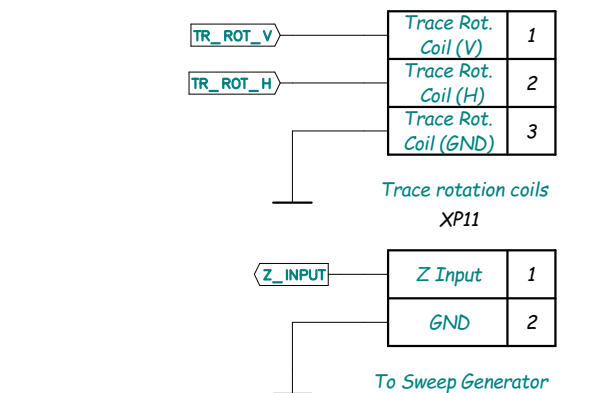 TR_ROT_V
Trace Rot.
Coil (V)
1
TR_ROT_H
Trace Rot.
Coil (H)
2
Trace Rot.
Coil (GND)
3
Trace rotation coils
XP11
Z_INPUT
Z Input
1
GND
2
To Sweep Generator